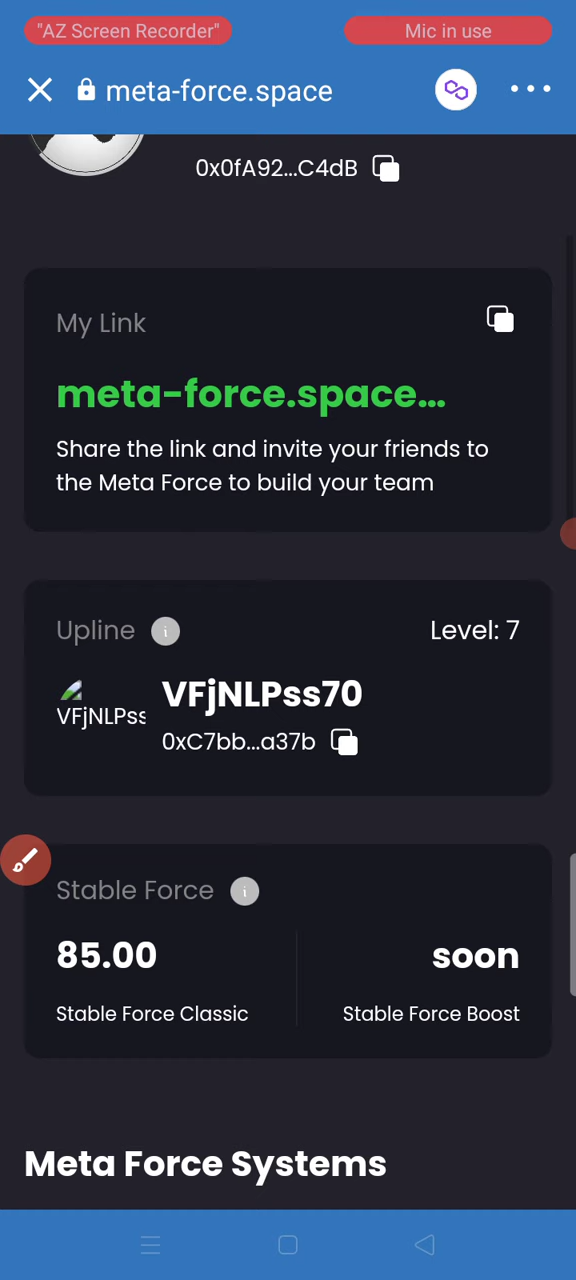 "AZ Screen Recorder"
Mic in use
meta-force.space
0x0fA92...C4dB
My Link
meta-force.space...
Share the link and invite your friends to
the Meta Force to build your team
Upline i
Level: 7
VFjNLPss70
VFjNLPss
0xC7bb...a37b
Stable Force i
85.00
soon
Stable Force Classic
Stable Force Boost
Meta Force Systems